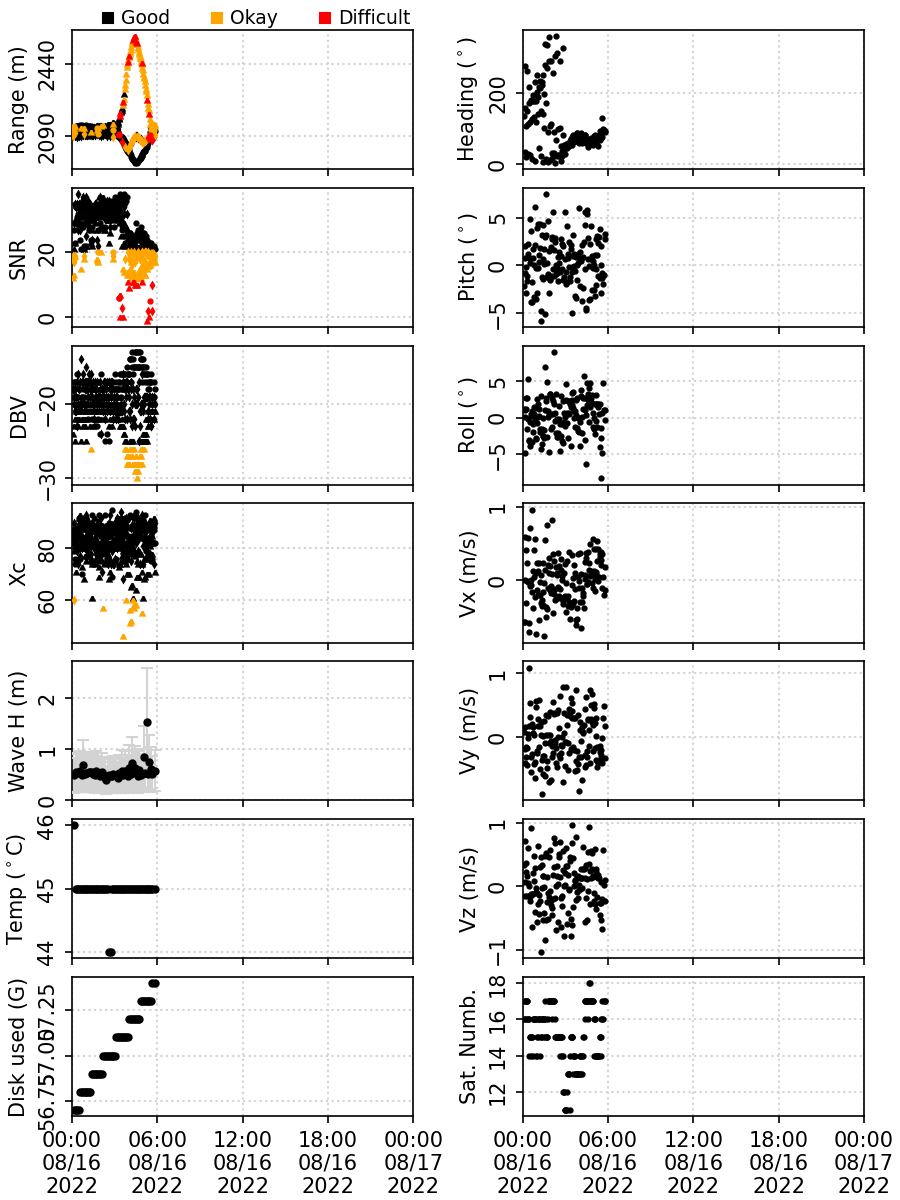 Good Okay Difficult
Range (m)
2440
2090
Heading (°)
200
0
SNR
20
0
Pitch (°)
5
0
−5
DBV
−20
−30
Roll (°)
5
0
−5
Xc
80
60
Vx (m/s)
1
0
Wave H (m)
2
1
0
Vy (m/s)
1
0
Temp (°C)
46
45
44
Vz (m/s)
1
0
−1
Disk used (G)
57.25
57.00
56.75
Sat. Numb.
18
16
14
12
00:00 06:00 12:00 18:00 00:00
08/16 08/16 08/16 08/16 08/17
2022 2022 2022 2022 2022
00:00 06:00 12:00 18:00 00:00
08/16 08/16 08/16 08/16 08/17
2022 2022 2022 2022 2022